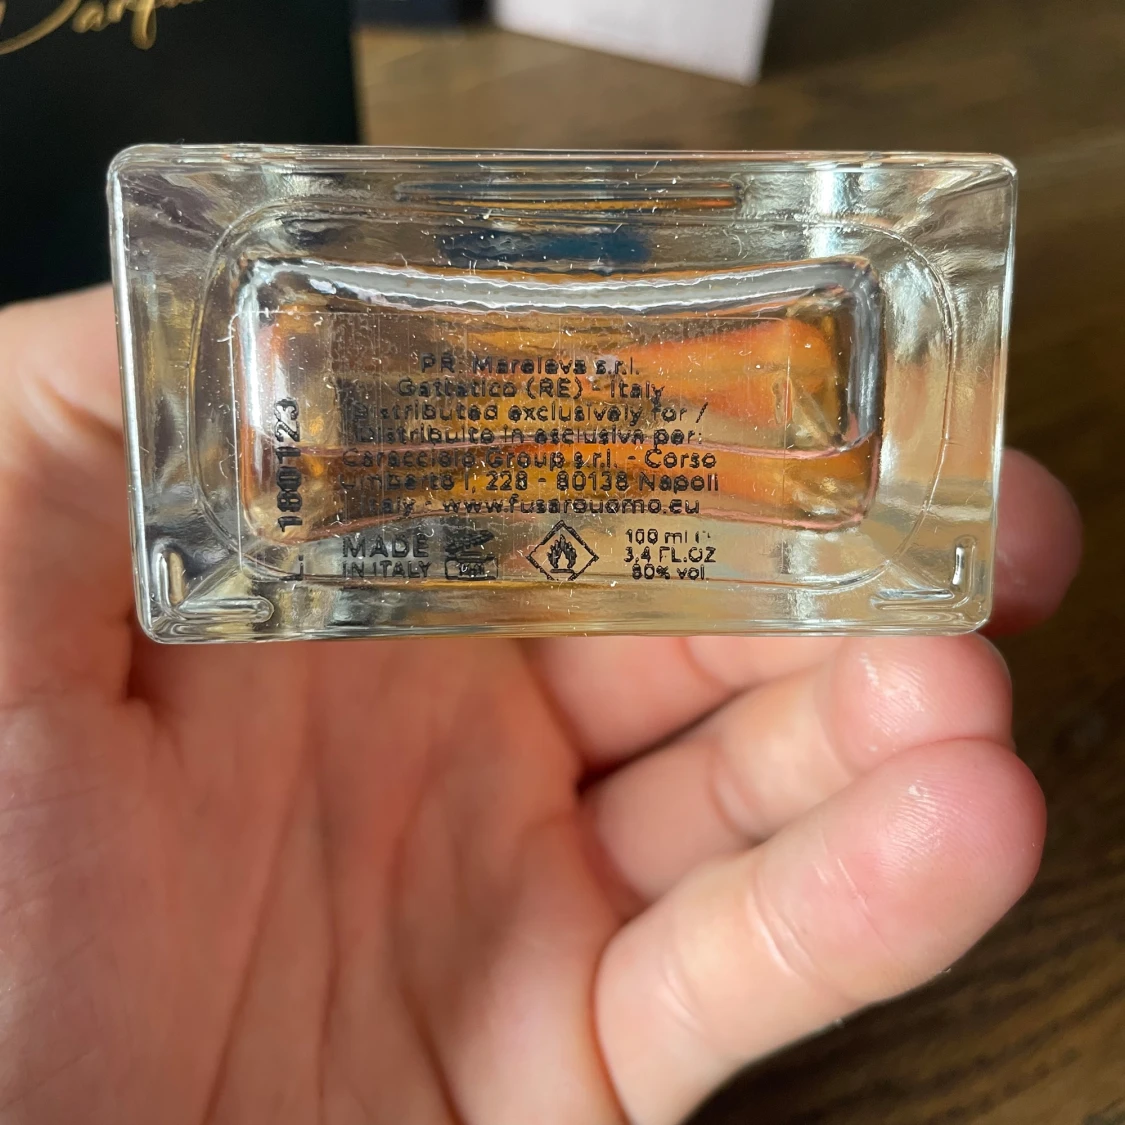 PR. Mareleva s.r.l.
Gattatico (RE) - Italy
Distributed exclusively for /
Distribuito in esclusiva per:
Caracciolo Group s.r.l. - Corso
Umberto I, 228 - 80138 Napoli
Italy - www.fusarouomo.eu
MADE
IN ITALY
100 ml e
3,4 FL.OZ
80% vol.
180123